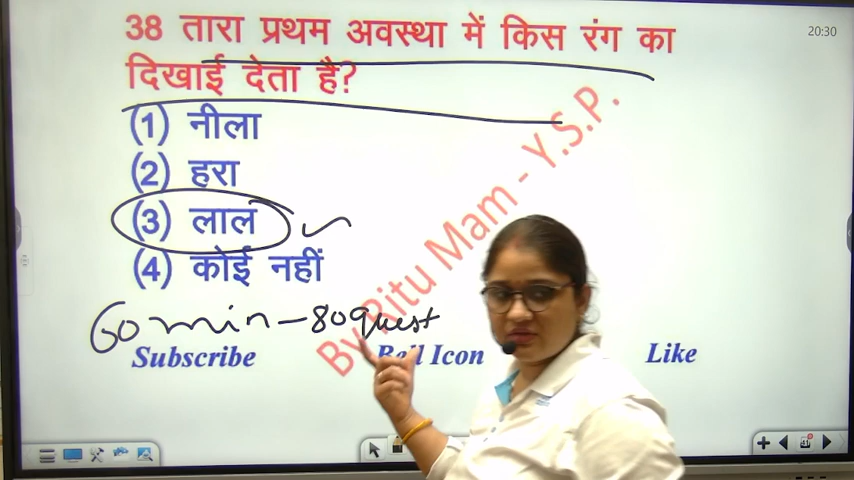 20:30
38 तारा प्रथम अवस्था में किस रंग का
दिखाई देता है?
(1) नीला
(2) हरा
(3) लाल
(4) कोई नहीं
60 min - 80 quest
Subscribe Bell Icon Like
By Ritu Mam - Y.S.P.